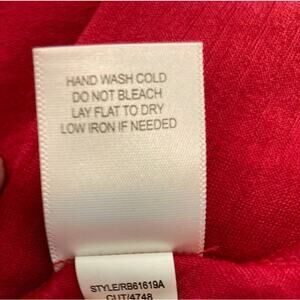 HAND WASH COLD
DO NOT BLEACH
LAY FLAT TO DRY
LOW IRON IF NEEDED
STYLE/RB61619A
CUT/4748